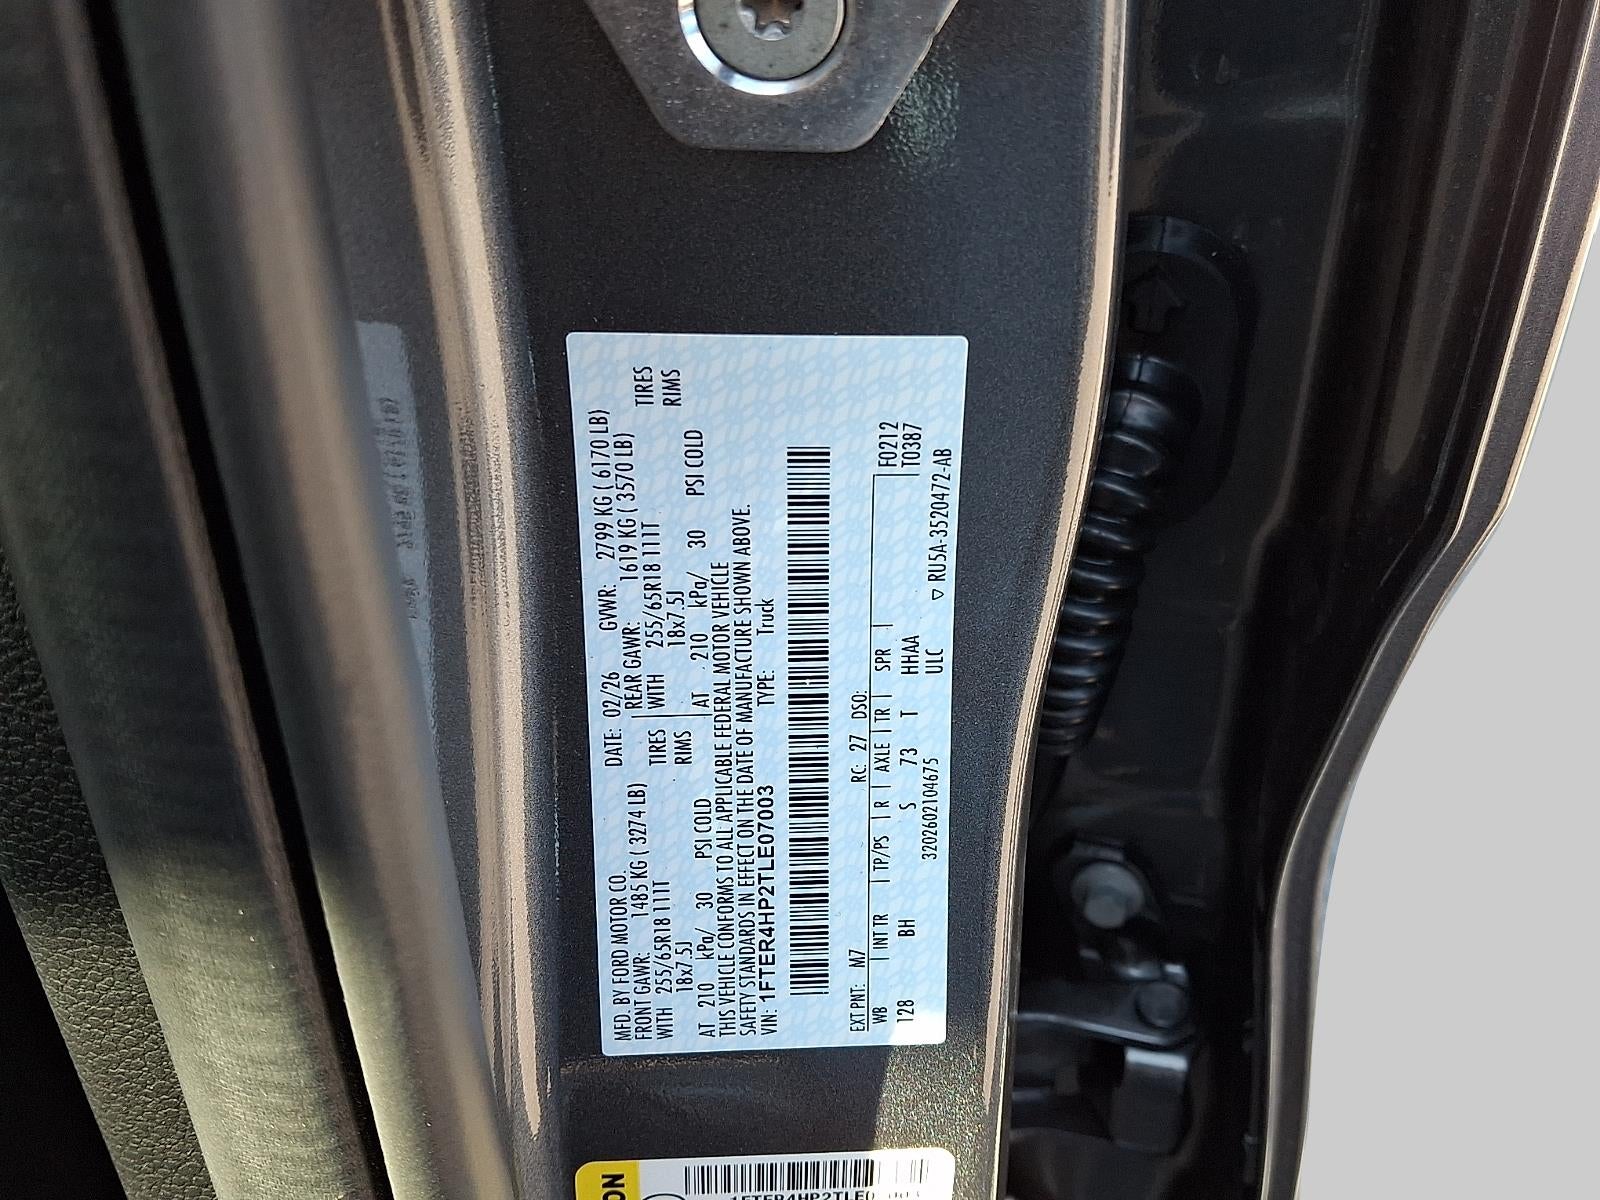 MFD. BY FORD MOTOR CO. DATE: 02/26 GVWR: 2799 KG ( 6170 LB)
FRONT GAWR: 1485 KG ( 3274 LB) REAR GAWR: 1619 KG ( 3570 LB)
WITH 255/65R18 111T TIRES WITH 255/65R18 111T TIRES
18x7.5J RIMS 18x7.5J RIMS
AT 210 kPa/ 30 PSI COLD AT 210 kPa/ 30 PSI COLD
THIS VEHICLE CONFORMS TO ALL APPLICABLE FEDERAL MOTOR VEHICLE
SAFETY STANDARDS IN EFFECT ON THE DATE OF MANUFACTURE SHOWN ABOVE.
VIN: 1FTER4HP2TLE07003 TYPE: Truck
EXT PNT: M7 RC: 27 DSO:
WB INT TR TP/PS R AXLE TR SPR F0212
128 BH S 73 T HHAA T0387
320260210467​5 ULC ▽ RU5A-3520472-AB
ON